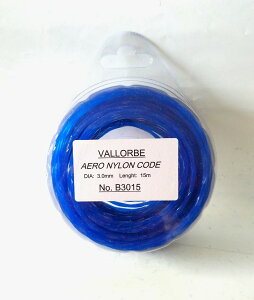 VALLORBE
AERO NYLON CODE
DIA: 3.0mm Lenght: 15m
No. B3015